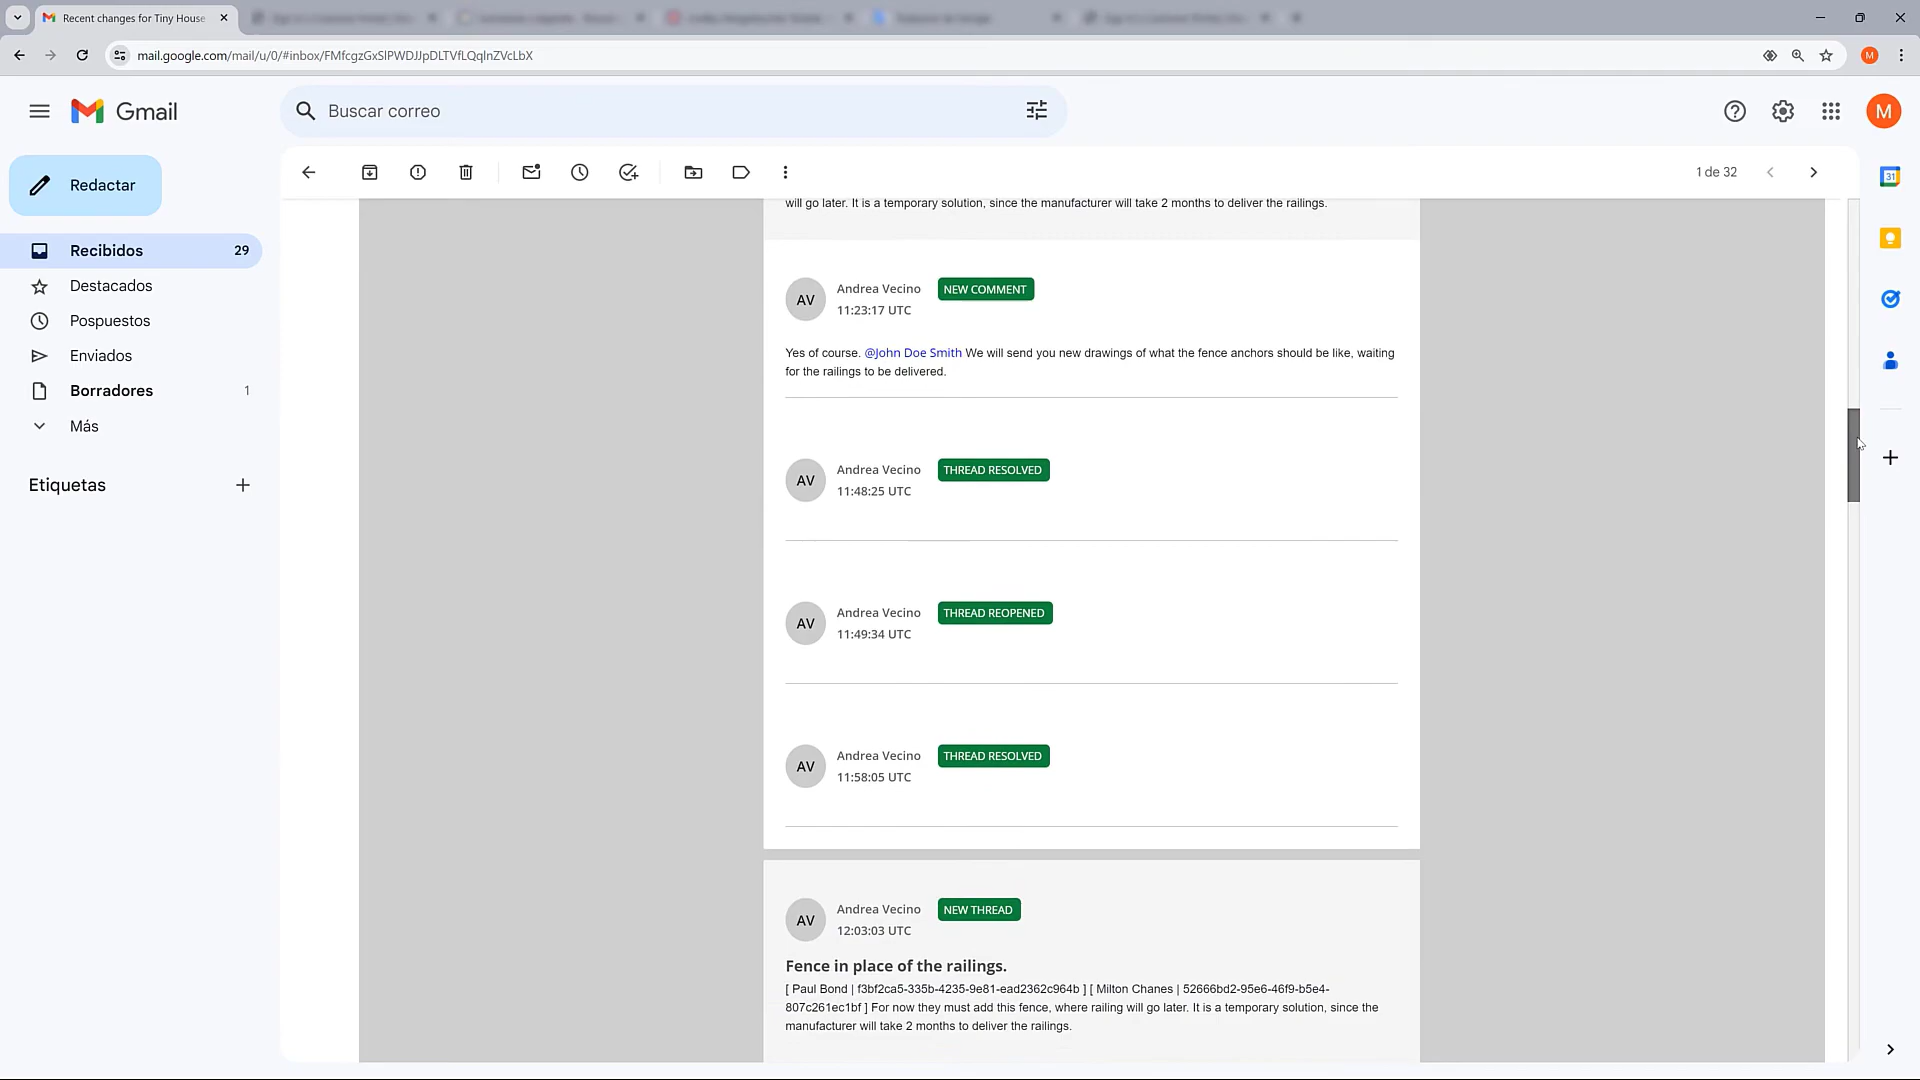 Recent changes for Tiny House
mail.google.com/mail/u/0/#inbox/FMfcgzGxSlPWDJJpDLTVfLQqlnZVcLbX
M
Gmail
Buscar correo
M
Redactar
1 de 32
31
will go later. It is a temporary solution, since the manufacturer will take 2 months to deliver the railings.
Recibidos 29
Destacados
Pospuestos
Enviados
Borradores 1
Más
Etiquetas
AV Andrea Vecino NEW COMMENT
11:23:17 UTC
Yes of course. @John Doe Smith We will send you new drawings of what the fence anchors should be like, waiting
for the railings to be delivered.
AV Andrea Vecino THREAD RESOLVED
11:48:25 UTC
AV Andrea Vecino THREAD REOPENED
11:49:34 UTC
AV Andrea Vecino THREAD RESOLVED
11:58:05 UTC
AV Andrea Vecino NEW THREAD
12:03:03 UTC
Fence in place of the railings.
[ Paul Bond | f3bf2ca5-335b-4235-9e81-ead2362c964b ] [ Milton Chanes | 52666bd2-95e6-46f9-b5e4-
807c261ec1bf ] For now they must add this fence, where railing will go later. It is a temporary solution, since the
manufacturer will take 2 months to deliver the railings.